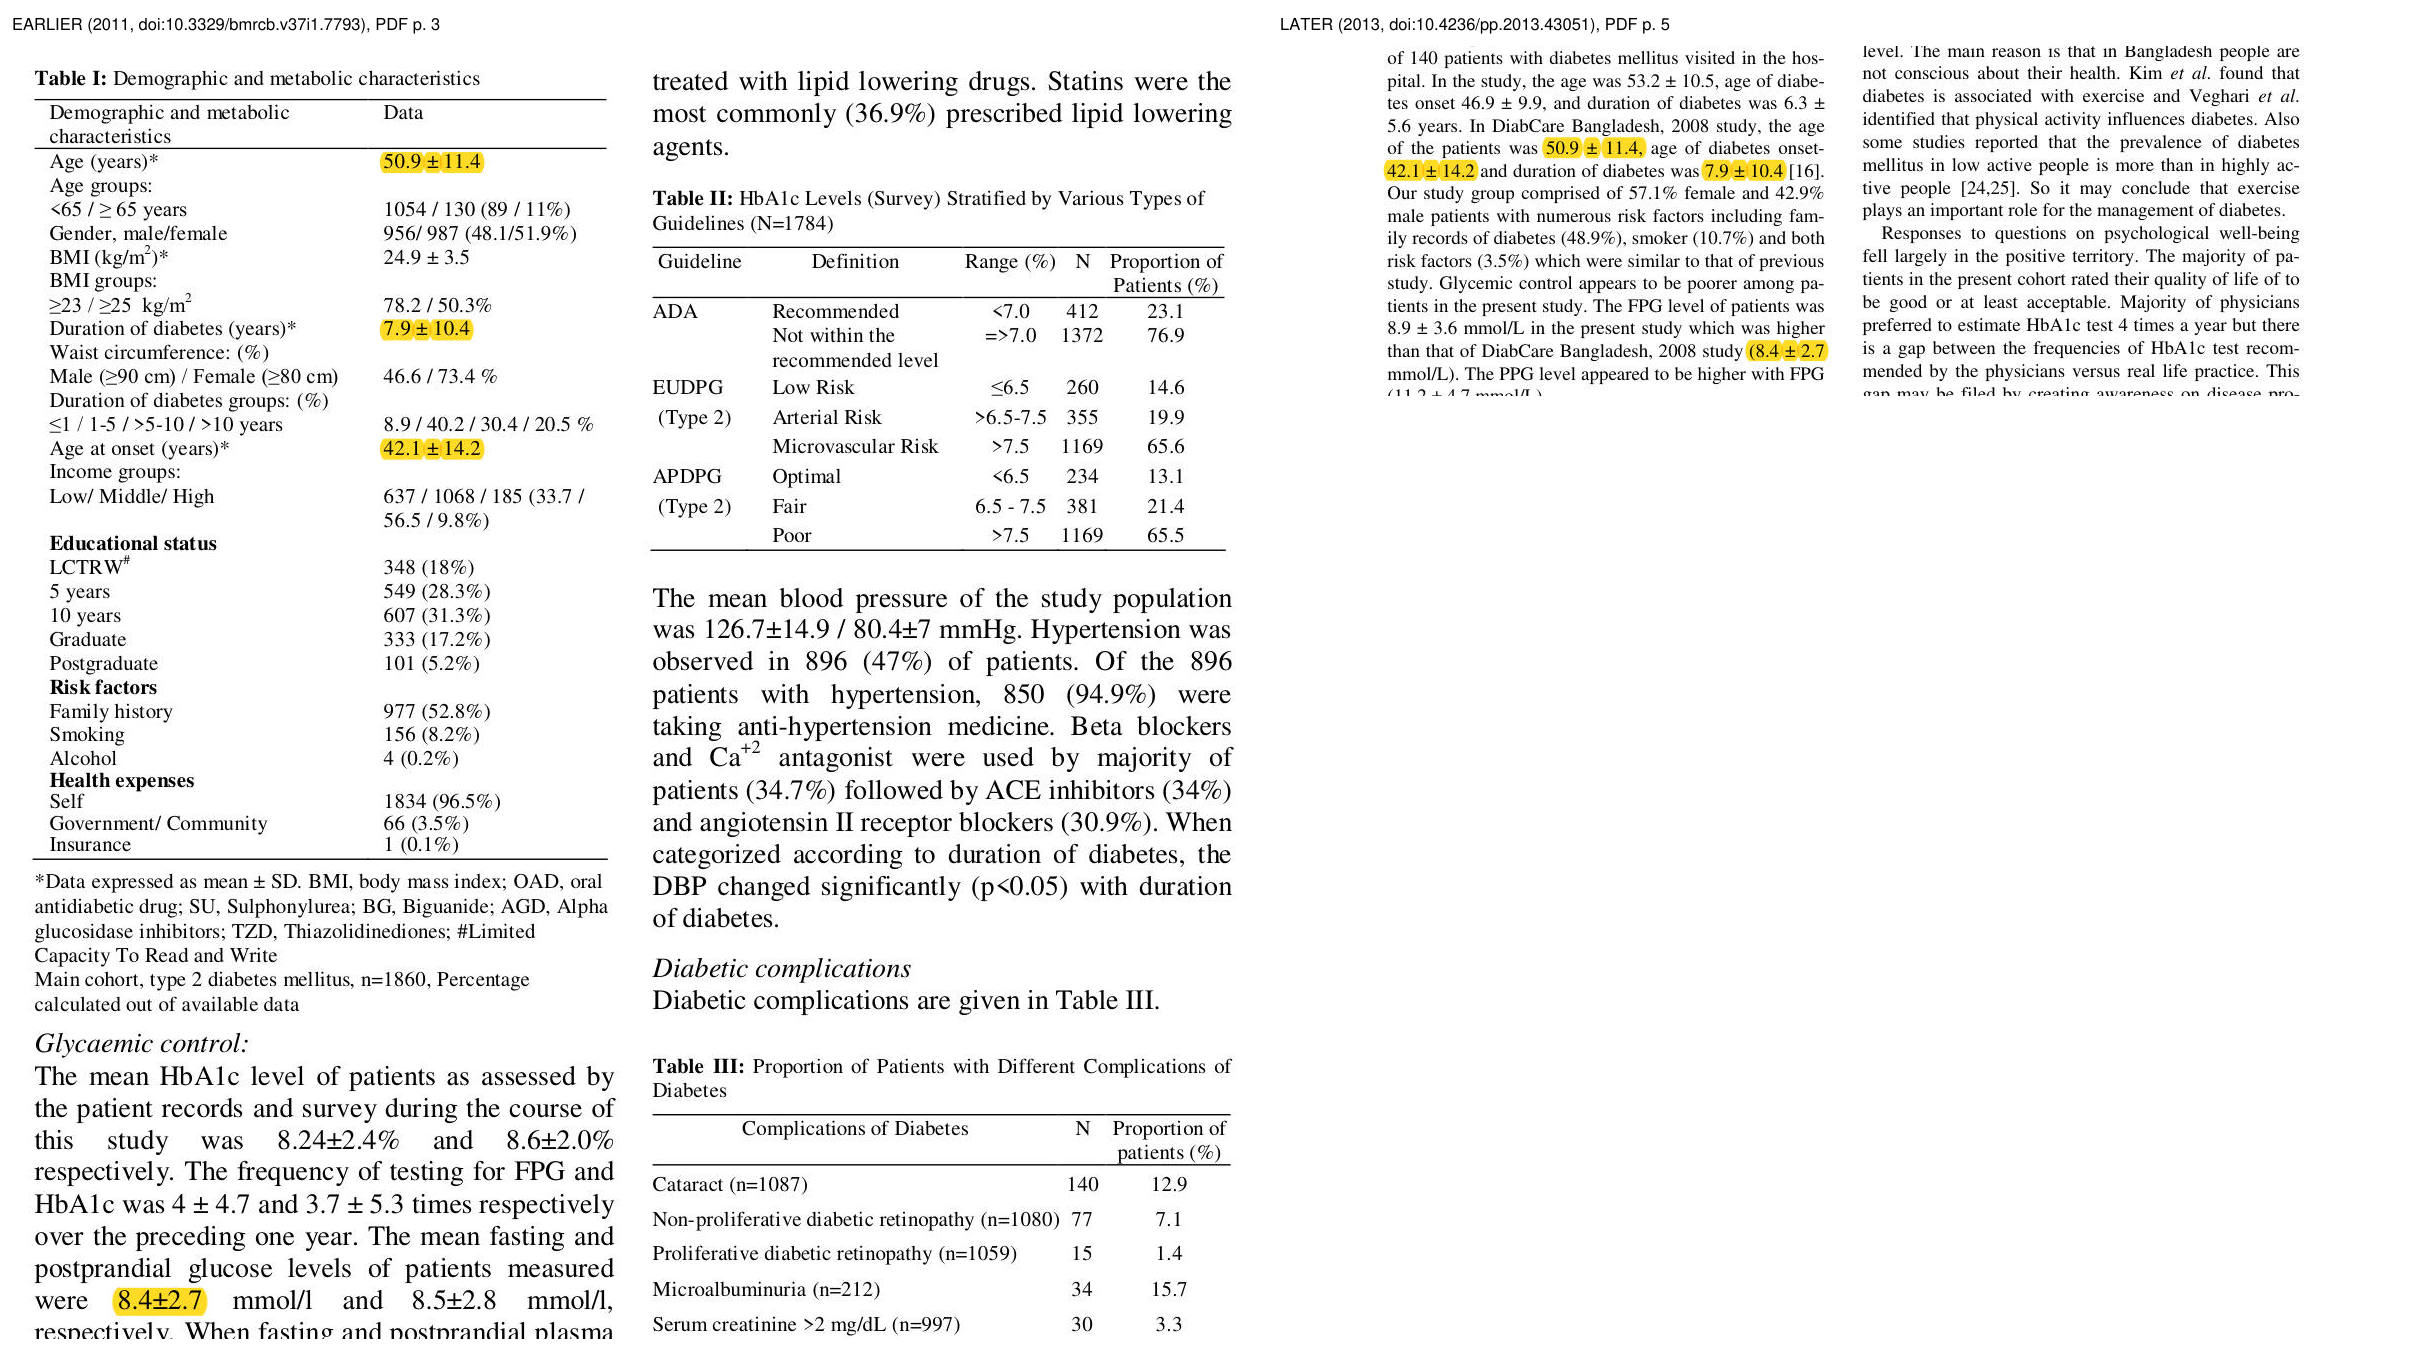 EARLIER (2011, doi:10.3329/bmrcb.v37i1.7793), PDF p. 3
Table I: Demographic and metabolic characteristics
Demographic and metabolic characteristics Data
Age (years)* 50.9 ± 11.4
Age groups:
<65 / ≥ 65 years 1054 / 130 (89 / 11%)
Gender, male/female 956/ 987 (48.1/51.9%)
BMI (kg/m²)* 24.9 ± 3.5
BMI groups:
≥23 / ≥25 kg/m² 78.2 / 50.3%
Duration of diabetes (years)* 7.9 ± 10.4
Waist circumference: (%)
Male (≥90 cm) / Female (≥80 cm) 46.6 / 73.4 %
Duration of diabetes groups: (%)
≤1 / 1-5 / >5-10 / >10 years 8.9 / 40.2 / 30.4 / 20.5 %
Age at onset (years)* 42.1 ± 14.2
Income groups:
Low/ Middle/ High 637 / 1068 / 185 (33.7 /
56.5 / 9.8%)
Educational status
LCTRW# 348 (18%)
5 years 549 (28.3%)
10 years 607 (31.3%)
Graduate 333 (17.2%)
Postgraduate 101 (5.2%)
Risk factors
Family history 977 (52.8%)
Smoking 156 (8.2%)
Alcohol 4 (0.2%)
Health expenses
Self 1834 (96.5%)
Government/ Community 66 (3.5%)
Insurance 1 (0.1%)
*Data expressed as mean ± SD. BMI, body mass index; OAD, oral
antidiabetic drug; SU, Sulphonylurea; BG, Biguanide; AGD, Alpha
glucosidase inhibitors; TZD, Thiazolidinediones; #Limited
Capacity To Read and Write
Main cohort, type 2 diabetes mellitus, n=1860, Percentage
calculated out of available data
Glycaemic control:
The mean HbA1c level of patients as assessed by
the patient records and survey during the course of
this study was 8.24±2.4% and 8.6±2.0%
respectively. The frequency of testing for FPG and
HbA1c was 4 ± 4.7 and 3.7 ± 5.3 times respectively
over the preceding one year. The mean fasting and
postprandial glucose levels of patients measured
were 8.4±2.7 mmol/l and 8.5±2.8 mmol/l,
respectively. When fasting and postprandial plasma
treated with lipid lowering drugs. Statins were the
most commonly (36.9%) prescribed lipid lowering
agents.
Table II: HbA1c Levels (Survey) Stratified by Various Types of
Guidelines (N=1784)
Guideline Definition Range (%) N Proportion of
Patients (%)
ADA Recommended <7.0 412 23.1
Not within the =>7.0 1372 76.9
recommended level
EUDPG Low Risk ≤6.5 260 14.6
(Type 2) Arterial Risk >6.5-7.5 355 19.9
Microvascular Risk >7.5 1169 65.6
APDPG Optimal <6.5 234 13.1
(Type 2) Fair 6.5 - 7.5 381 21.4
Poor >7.5 1169 65.5
The mean blood pressure of the study population
was 126.7±14.9 / 80.4±7 mmHg. Hypertension was
observed in 896 (47%) of patients. Of the 896
patients with hypertension, 850 (94.9%) were
taking anti-hypertension medicine. Beta blockers
and Ca+2 antagonist were used by majority of
patients (34.7%) followed by ACE inhibitors (34%)
and angiotensin II receptor blockers (30.9%). When
categorized according to duration of diabetes, the
DBP changed significantly (p<0.05) with duration
of diabetes.
Diabetic complications
Diabetic complications are given in Table III.
Table III: Proportion of Patients with Different Complications of
Diabetes
Complications of Diabetes N Proportion of
patients (%)
Cataract (n=1087) 140 12.9
Non-proliferative diabetic retinopathy (n=1080) 77 7.1
Proliferative diabetic retinopathy (n=1059) 15 1.4
Microalbuminuria (n=212) 34 15.7
Serum creatinine >2 mg/dL (n=997) 30 3.3
LATER (2013, doi:10.4236/pp.2013.43051), PDF p. 5
of 140 patients with diabetes mellitus visited in the hos-
pital. In the study, the age was 53.2 ± 10.5, age of diabe-
tes onset 46.9 ± 9.9, and duration of diabetes was 6.3 ±
5.6 years. In DiabCare Bangladesh, 2008 study, the age
of the patients was 50.9 ± 11.4, age of diabetes onset-
42.1 ± 14.2 and duration of diabetes was 7.9 ± 10.4 [16].
Our study group comprised of 57.1% female and 42.9%
male patients with numerous risk factors including fam-
ily records of diabetes (48.9%), smoker (10.7%) and both
risk factors (3.5%) which were similar to that of previous
study. Glycemic control appears to be poorer among pa-
tients in the present study. The FPG level of patients was
8.9 ± 3.6 mmol/L in the present study which was higher
than that of DiabCare Bangladesh, 2008 study (8.4 ± 2.7
mmol/L). The PPG level appeared to be higher with FPG
(11.2 ± 4.7 mmol/L)
level. The main reason is that in Bangladesh people are
not conscious about their health. Kim et al. found that
diabetes is associated with exercise and Veghari et al.
identified that physical activity influences diabetes. Also
some studies reported that the prevalence of diabetes
mellitus in low active people is more than in highly ac-
tive people [24,25]. So it may conclude that exercise
plays an important role for the management of diabetes.
Responses to questions on psychological well-being
fell largely in the positive territory. The majority of pa-
tients in the present cohort rated their quality of life of to
be good or at least acceptable. Majority of physicians
preferred to estimate HbA1c test 4 times a year but there
is a gap between the frequencies of HbA1c test recom-
mended by the physicians versus real life practice. This
gap may be filed by creating awareness on disease pro-